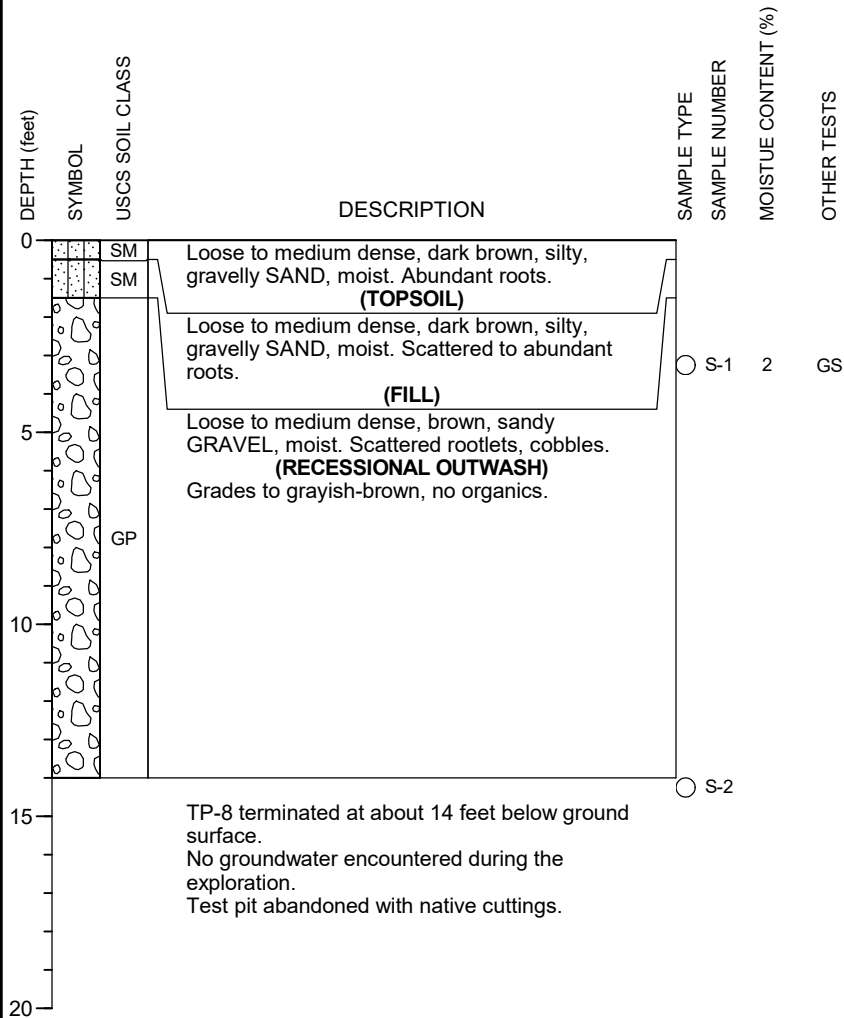 DEPTH (feet)
SYMBOL
USCS SOIL CLASS
DESCRIPTION
SAMPLE TYPE
SAMPLE NUMBER
MOISTUE CONTENT (%)
OTHER TESTS
0
SM
Loose to medium dense, dark brown, silty,
gravelly SAND, moist. Abundant roots.
(TOPSOIL)
SM
Loose to medium dense, dark brown, silty,
gravelly SAND, moist. Scattered to abundant
roots.
(FILL)
S-1 2 GS
5
Loose to medium dense, brown, sandy
GRAVEL, moist. Scattered rootlets, cobbles.
(RECESSIONAL OUTWASH)
Grades to grayish-brown, no organics.
GP
10
S-2
15
TP-8 terminated at about 14 feet below ground
surface.
No groundwater encountered during the
exploration.
Test pit abandoned with native cuttings.
20